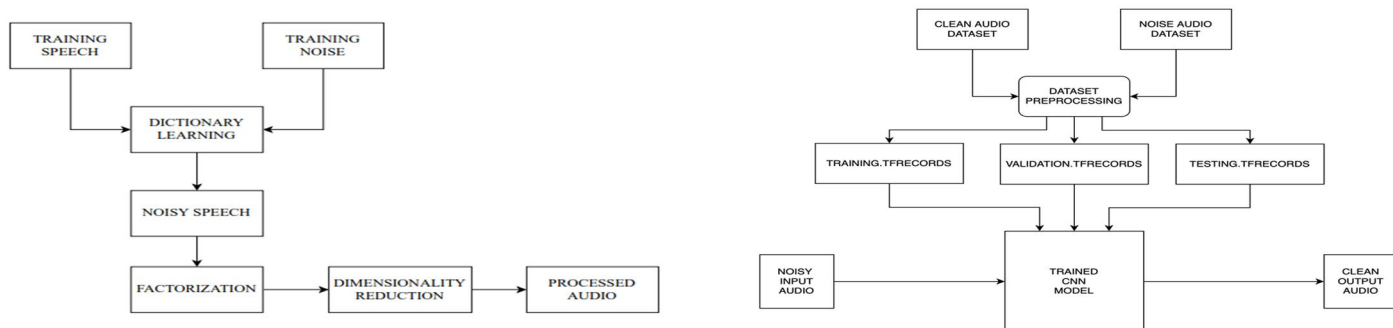 TRAINING
SPEECH
TRAINING
NOISE
DICTIONARY
LEARNING
NOISY SPEECH
FACTORIZATION
DIMENSIONALITY
REDUCTION
PROCESSED
AUDIO
CLEAN AUDIO
DATASET
NOISE AUDIO
DATASET
DATASET
PREPROCESSING
TRAINING.TFRECORDS
VALIDATION.TFRECORDS
TESTING.TFRECORDS
NOISY
INPUT
AUDIO
TRAINED
CNN
MODEL
CLEAN
OUTPUT
AUDIO